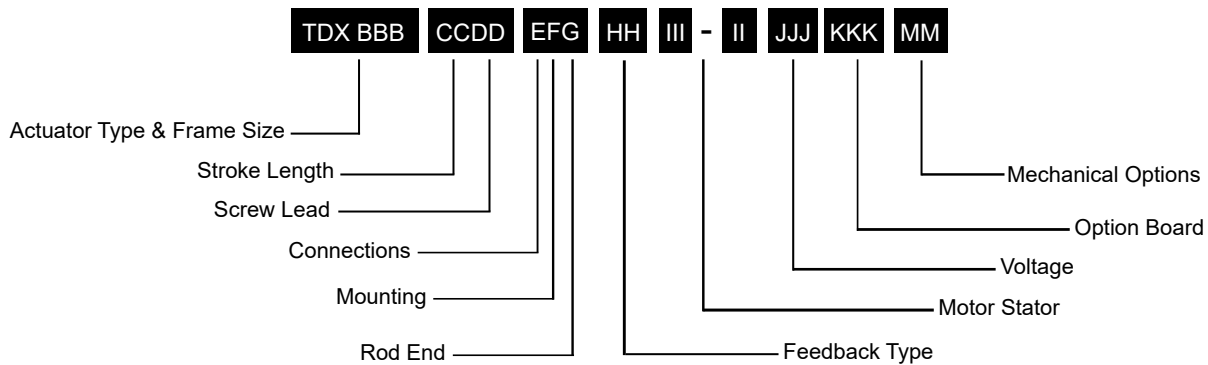 TDX BBB CCDD EFG HH III - II JJJ KKK MM
Actuator Type & Frame Size
Stroke Length
Mechanical Options
Screw Lead
Option Board
Connections
Voltage
Mounting
Motor Stator
Rod End
Feedback Type